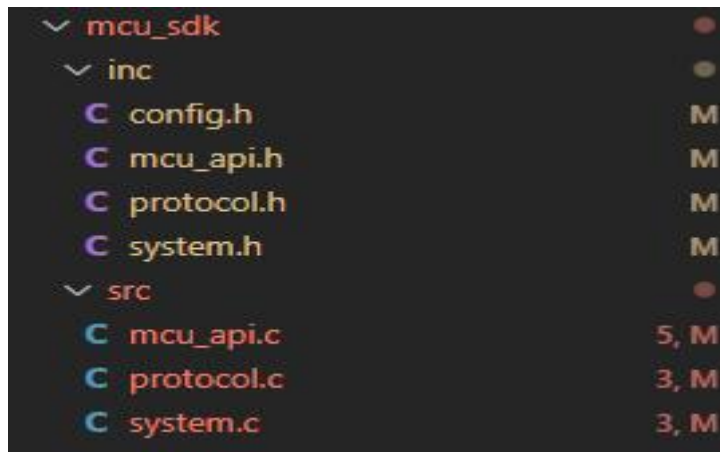 mcu_sdk
inc
C config.h M
C mcu_api.h M
C protocol.h M
C system.h M
src
C mcu_api.c 5, M
C protocol.c 3, M
C system.c 3, M